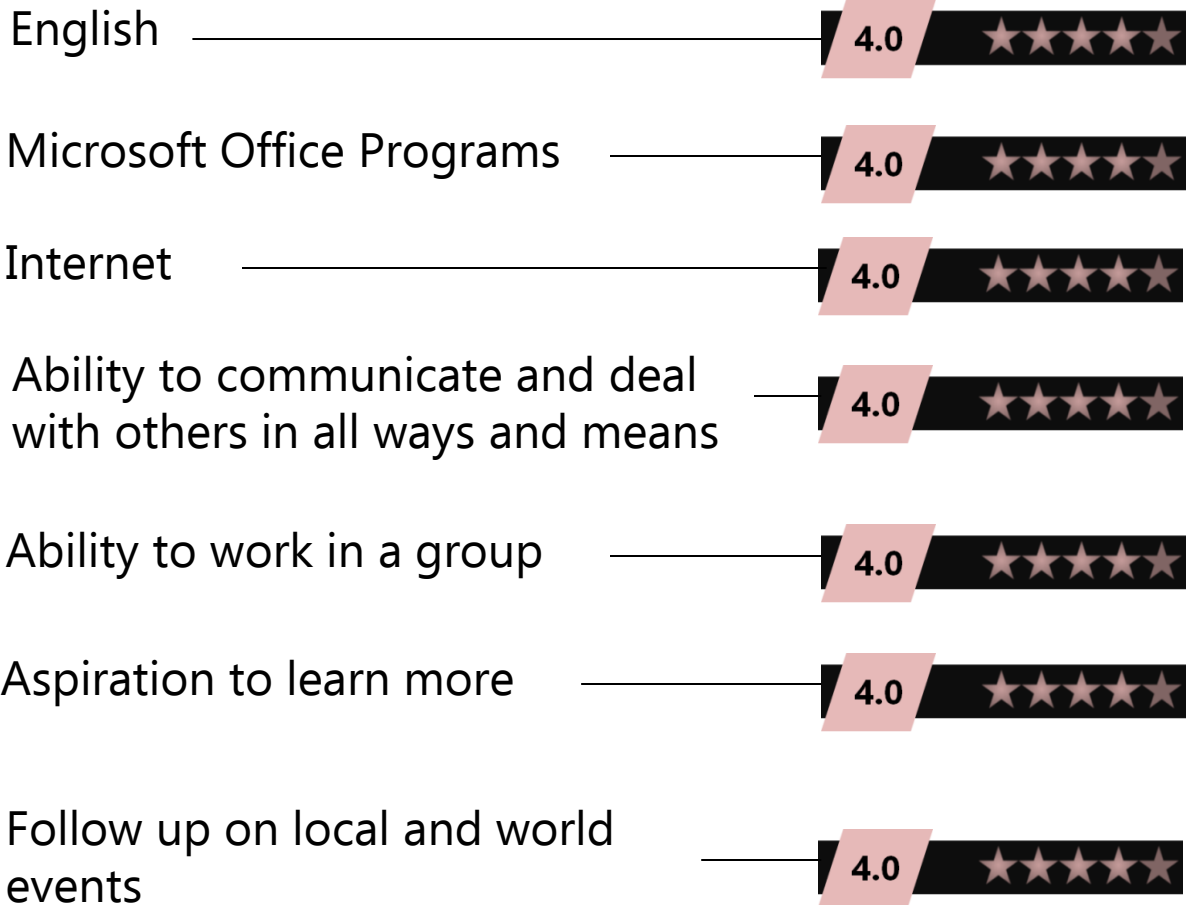 English 4.0
Microsoft Office Programs 4.0
Internet 4.0
Ability to communicate and deal
with others in all ways and means 4.0
Ability to work in a group 4.0
Aspiration to learn more 4.0
Follow up on local and world
events 4.0